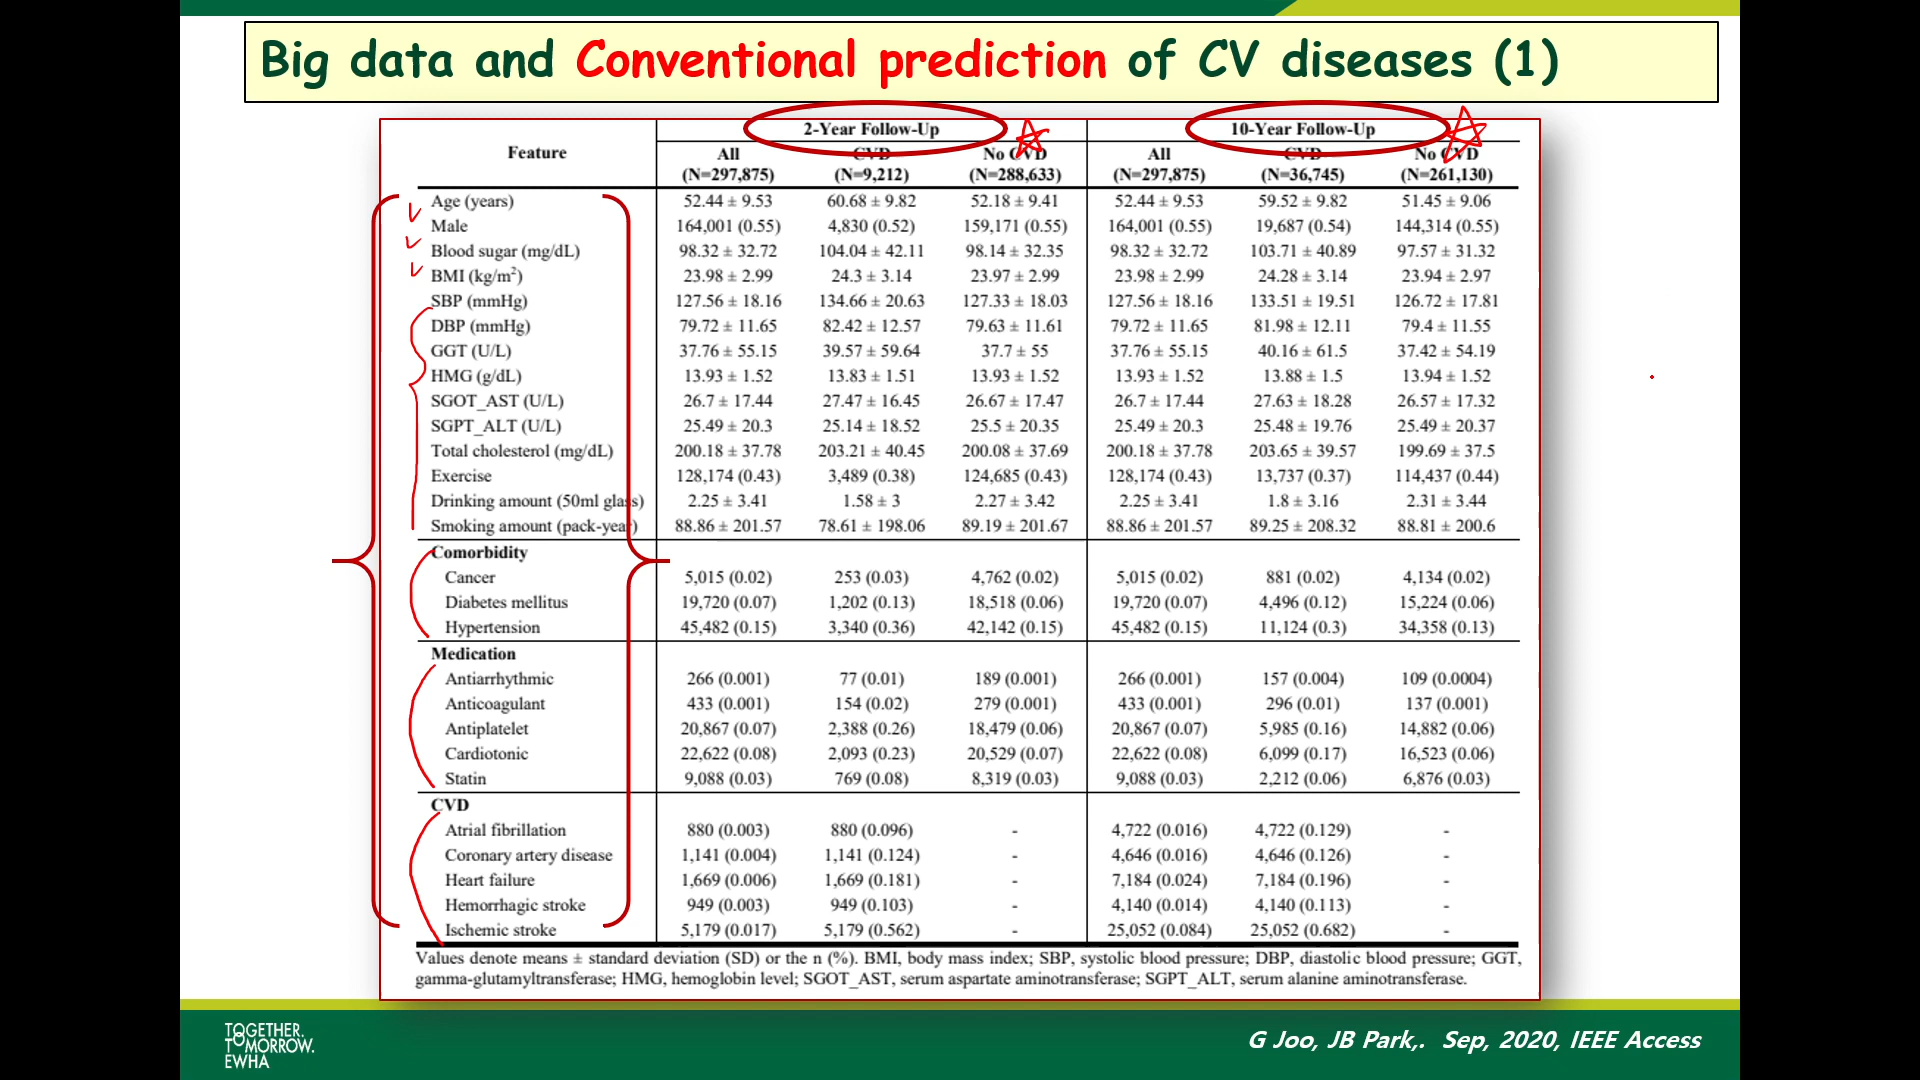 Big data and Conventional prediction of CV diseases (1)
Feature 2-Year Follow-Up 10-Year Follow-Up
All CVD No CVD All CVD No CVD
(N=297,875) (N=9,212) (N=288,633) (N=297,875) (N=36,745) (N=261,130)
Age (years) 52.44 ± 9.53 60.68 ± 9.82 52.18 ± 9.41 52.44 ± 9.53 59.52 ± 9.82 51.45 ± 9.06
Male 164,001 (0.55) 4,830 (0.52) 159,171 (0.55) 164,001 (0.55) 19,687 (0.54) 144,314 (0.55)
Blood sugar (mg/dL) 98.32 ± 32.72 104.04 ± 42.11 98.14 ± 32.35 98.32 ± 32.72 103.71 ± 40.89 97.57 ± 31.32
BMI (kg/m²) 23.98 ± 2.99 24.3 ± 3.14 23.97 ± 2.99 23.98 ± 2.99 24.28 ± 3.14 23.94 ± 2.97
SBP (mmHg) 127.56 ± 18.16 134.66 ± 20.63 127.33 ± 18.03 127.56 ± 18.16 133.51 ± 19.51 126.72 ± 17.81
DBP (mmHg) 79.72 ± 11.65 82.42 ± 12.57 79.63 ± 11.61 79.72 ± 11.65 81.98 ± 12.11 79.4 ± 11.55
GGT (U/L) 37.76 ± 55.15 39.57 ± 59.64 37.7 ± 55 37.76 ± 55.15 40.16 ± 61.5 37.42 ± 54.19
HMG (g/dL) 13.93 ± 1.52 13.83 ± 1.51 13.93 ± 1.52 13.93 ± 1.52 13.88 ± 1.5 13.94 ± 1.52
SGOT_AST (U/L) 26.7 ± 17.44 27.47 ± 16.45 26.67 ± 17.47 26.7 ± 17.44 27.63 ± 18.28 26.57 ± 17.32
SGPT_ALT (U/L) 25.49 ± 20.3 25.14 ± 18.52 25.5 ± 20.35 25.49 ± 20.3 25.48 ± 19.76 25.49 ± 20.37
Total cholesterol (mg/dL) 200.18 ± 37.78 203.21 ± 40.45 200.08 ± 37.69 200.18 ± 37.78 203.65 ± 39.57 199.69 ± 37.5
Exercise 128,174 (0.43) 3,489 (0.38) 124,685 (0.43) 128,174 (0.43) 13,737 (0.37) 114,437 (0.44)
Drinking amount (50ml glass) 2.25 ± 3.41 1.58 ± 3 2.27 ± 3.42 2.25 ± 3.41 1.8 ± 3.16 2.31 ± 3.44
Smoking amount (pack-year) 88.86 ± 201.57 78.61 ± 198.06 89.19 ± 201.67 88.86 ± 201.57 89.25 ± 208.32 88.81 ± 200.6
Comorbidity
Cancer 5,015 (0.02) 253 (0.03) 4,762 (0.02) 5,015 (0.02) 881 (0.02) 4,134 (0.02)
Diabetes mellitus 19,720 (0.07) 1,202 (0.13) 18,518 (0.06) 19,720 (0.07) 4,496 (0.12) 15,224 (0.06)
Hypertension 45,482 (0.15) 3,340 (0.36) 42,142 (0.15) 45,482 (0.15) 11,124 (0.3) 34,358 (0.13)
Medication
Antiarrhythmic 266 (0.001) 77 (0.01) 189 (0.001) 266 (0.001) 157 (0.004) 109 (0.0004)
Anticoagulant 433 (0.001) 154 (0.02) 279 (0.001) 433 (0.001) 296 (0.01) 137 (0.001)
Antiplatelet 20,867 (0.07) 2,388 (0.26) 18,479 (0.06) 20,867 (0.07) 5,985 (0.16) 14,882 (0.06)
Cardiotonic 22,622 (0.08) 2,093 (0.23) 20,529 (0.07) 22,622 (0.08) 6,099 (0.17) 16,523 (0.06)
Statin 9,088 (0.03) 769 (0.08) 8,319 (0.03) 9,088 (0.03) 2,212 (0.06) 6,876 (0.03)
CVD
Atrial fibrillation 880 (0.003) 880 (0.096) - 4,722 (0.016) 4,722 (0.129) -
Coronary artery disease 1,141 (0.004) 1,141 (0.124) - 4,646 (0.016) 4,646 (0.126) -
Heart failure 1,669 (0.006) 1,669 (0.181) - 7,184 (0.024) 7,184 (0.196) -
Hemorrhagic stroke 949 (0.003) 949 (0.103) - 4,140 (0.014) 4,140 (0.113) -
Ischemic stroke 5,179 (0.017) 5,179 (0.562) - 25,052 (0.084) 25,052 (0.682) -
Values denote means ± standard deviation (SD) or the n (%). BMI, body mass index; SBP, systolic blood pressure; DBP, diastolic blood pressure; GGT,
gamma-glutamyltransferase; HMG, hemoglobin level; SGOT_AST, serum aspartate aminotransferase; SGPT_ALT, serum alanine aminotransferase.
TOGETHER.
TOMORROW.
EWHA
G Joo, JB Park,. Sep, 2020, IEEE Access